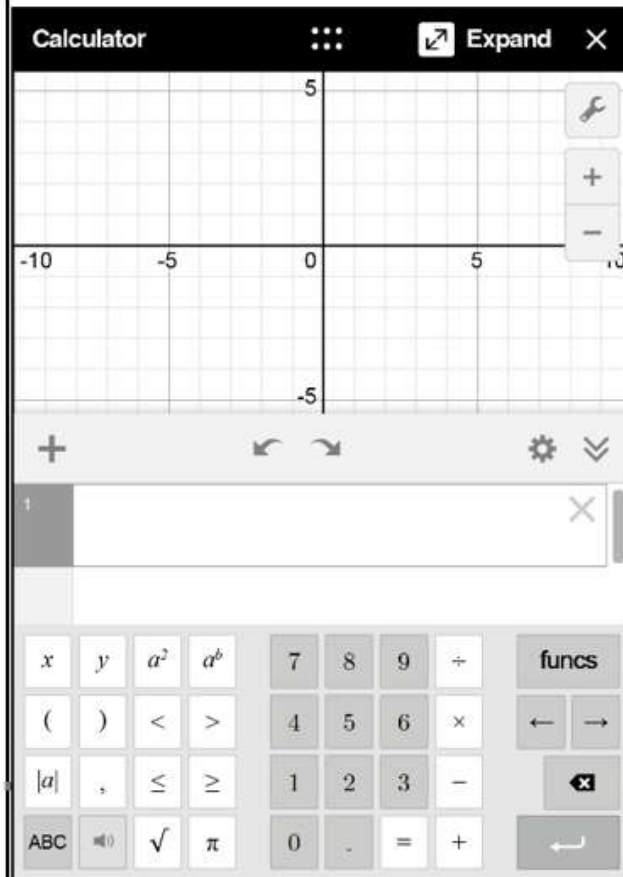 Calculator Expand ×
5
-10 -5 0 5 10
-5
1
x y a² aᵇ 7 8 9 ÷ funcs
( ) < > 4 5 6 × ← →
|a| , ≤ ≥ 1 2 3 −
ABC √ π 0 . = +